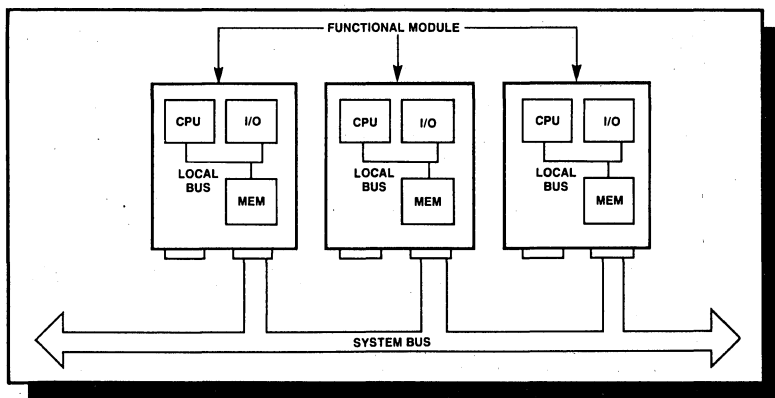 FUNCTIONAL MODULE
CPU I/O
LOCAL
BUS
MEM
CPU I/O
LOCAL
BUS
MEM
CPU I/O
LOCAL
BUS
MEM
SYSTEM BUS